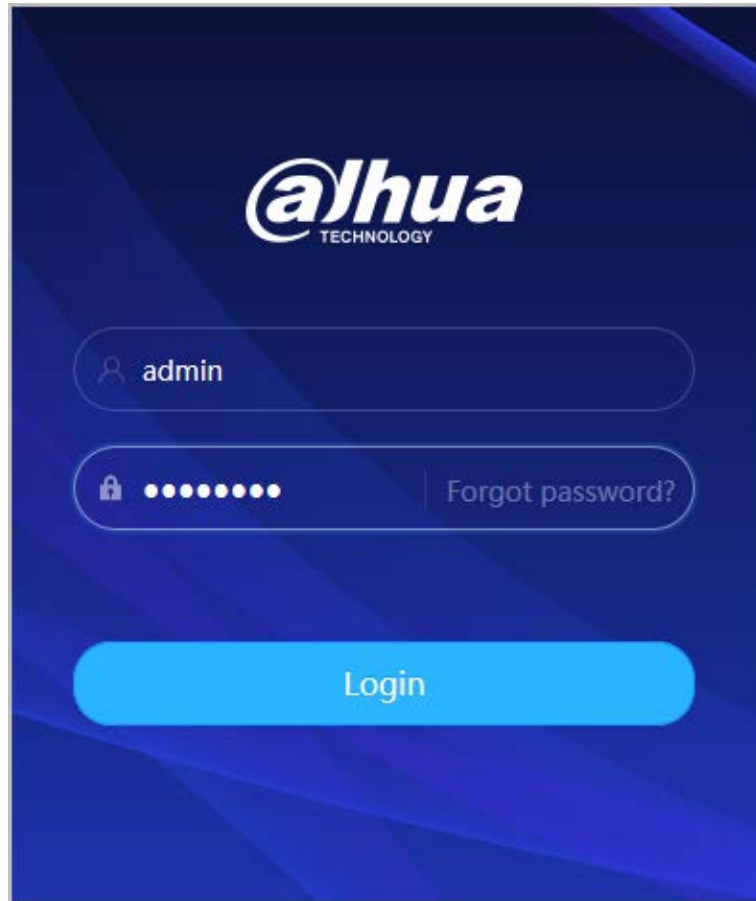 alhua
TECHNOLOGY
admin
••••••••
Forgot password?
Login